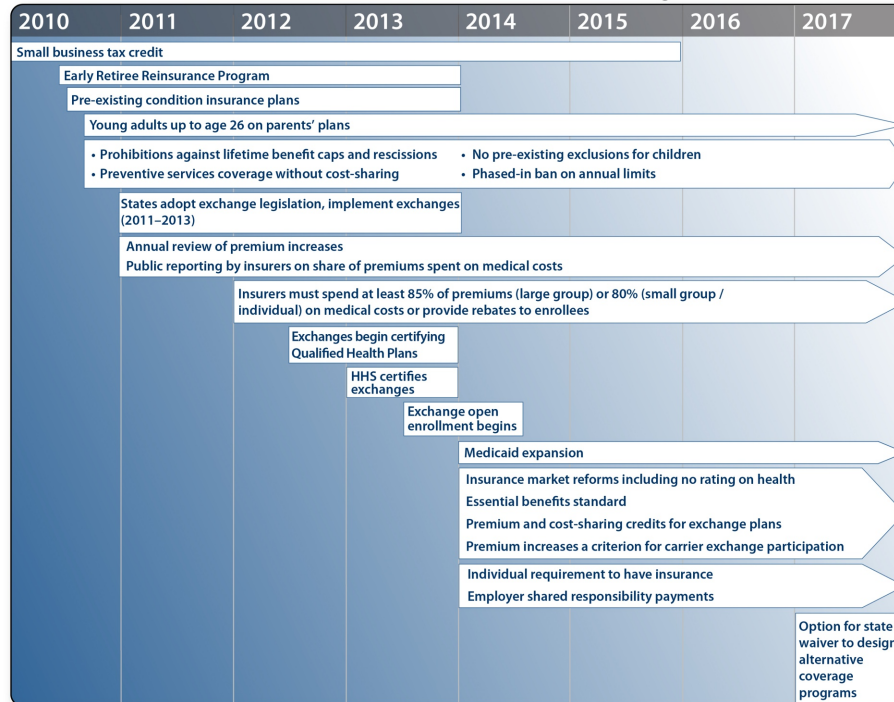 2010 2011 2012 2013 2014 2015 2016 2017
Small business tax credit
Early Retiree Reinsurance Program
Pre-existing condition insurance plans
Young adults up to age 26 on parents’ plans
• Prohibitions against lifetime benefit caps and rescissions • No pre-existing exclusions for children
• Preventive services coverage without cost-sharing • Phased-in ban on annual limits
States adopt exchange legislation, implement exchanges
(2011–2013)
Annual review of premium increases
Public reporting by insurers on share of premiums spent on medical costs
Insurers must spend at least 85% of premiums (large group) or 80% (small group /
individual) on medical costs or provide rebates to enrollees
Exchanges begin certifying
Qualified Health Plans
HHS certifies
exchanges
Exchange open
enrollment begins
Medicaid expansion
Insurance market reforms including no rating on health
Essential benefits standard
Premium and cost-sharing credits for exchange plans
Premium increases a criterion for carrier exchange participation
Individual requirement to have insurance
Employer shared responsibility payments
Option for state
waiver to design
alternative
coverage
programs